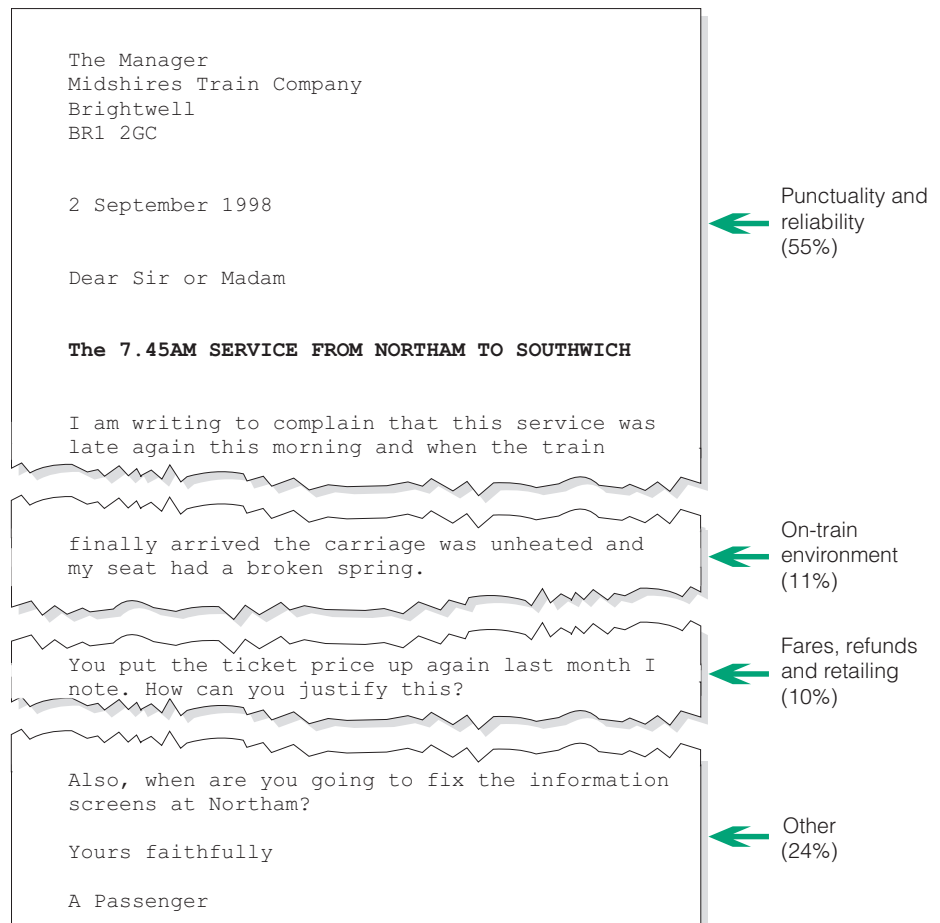 The Manager
Midshires Train Company
Brightwell
BR1 2GC
2 September 1998
Dear Sir or Madam
The 7.45AM SERVICE FROM NORTHAM TO SOUTHWICH
I am writing to complain that this service was
late again this morning and when the train
Punctuality and
reliability
(55%)
finally arrived the carriage was unheated and
my seat had a broken spring.
On-train
environment
(11%)
You put the ticket price up again last month I
note. How can you justify this?
Fares, refunds
and retailing
(10%)
Also, when are you going to fix the information
screens at Northam?
Yours faithfully
A Passenger
Other
(24%)